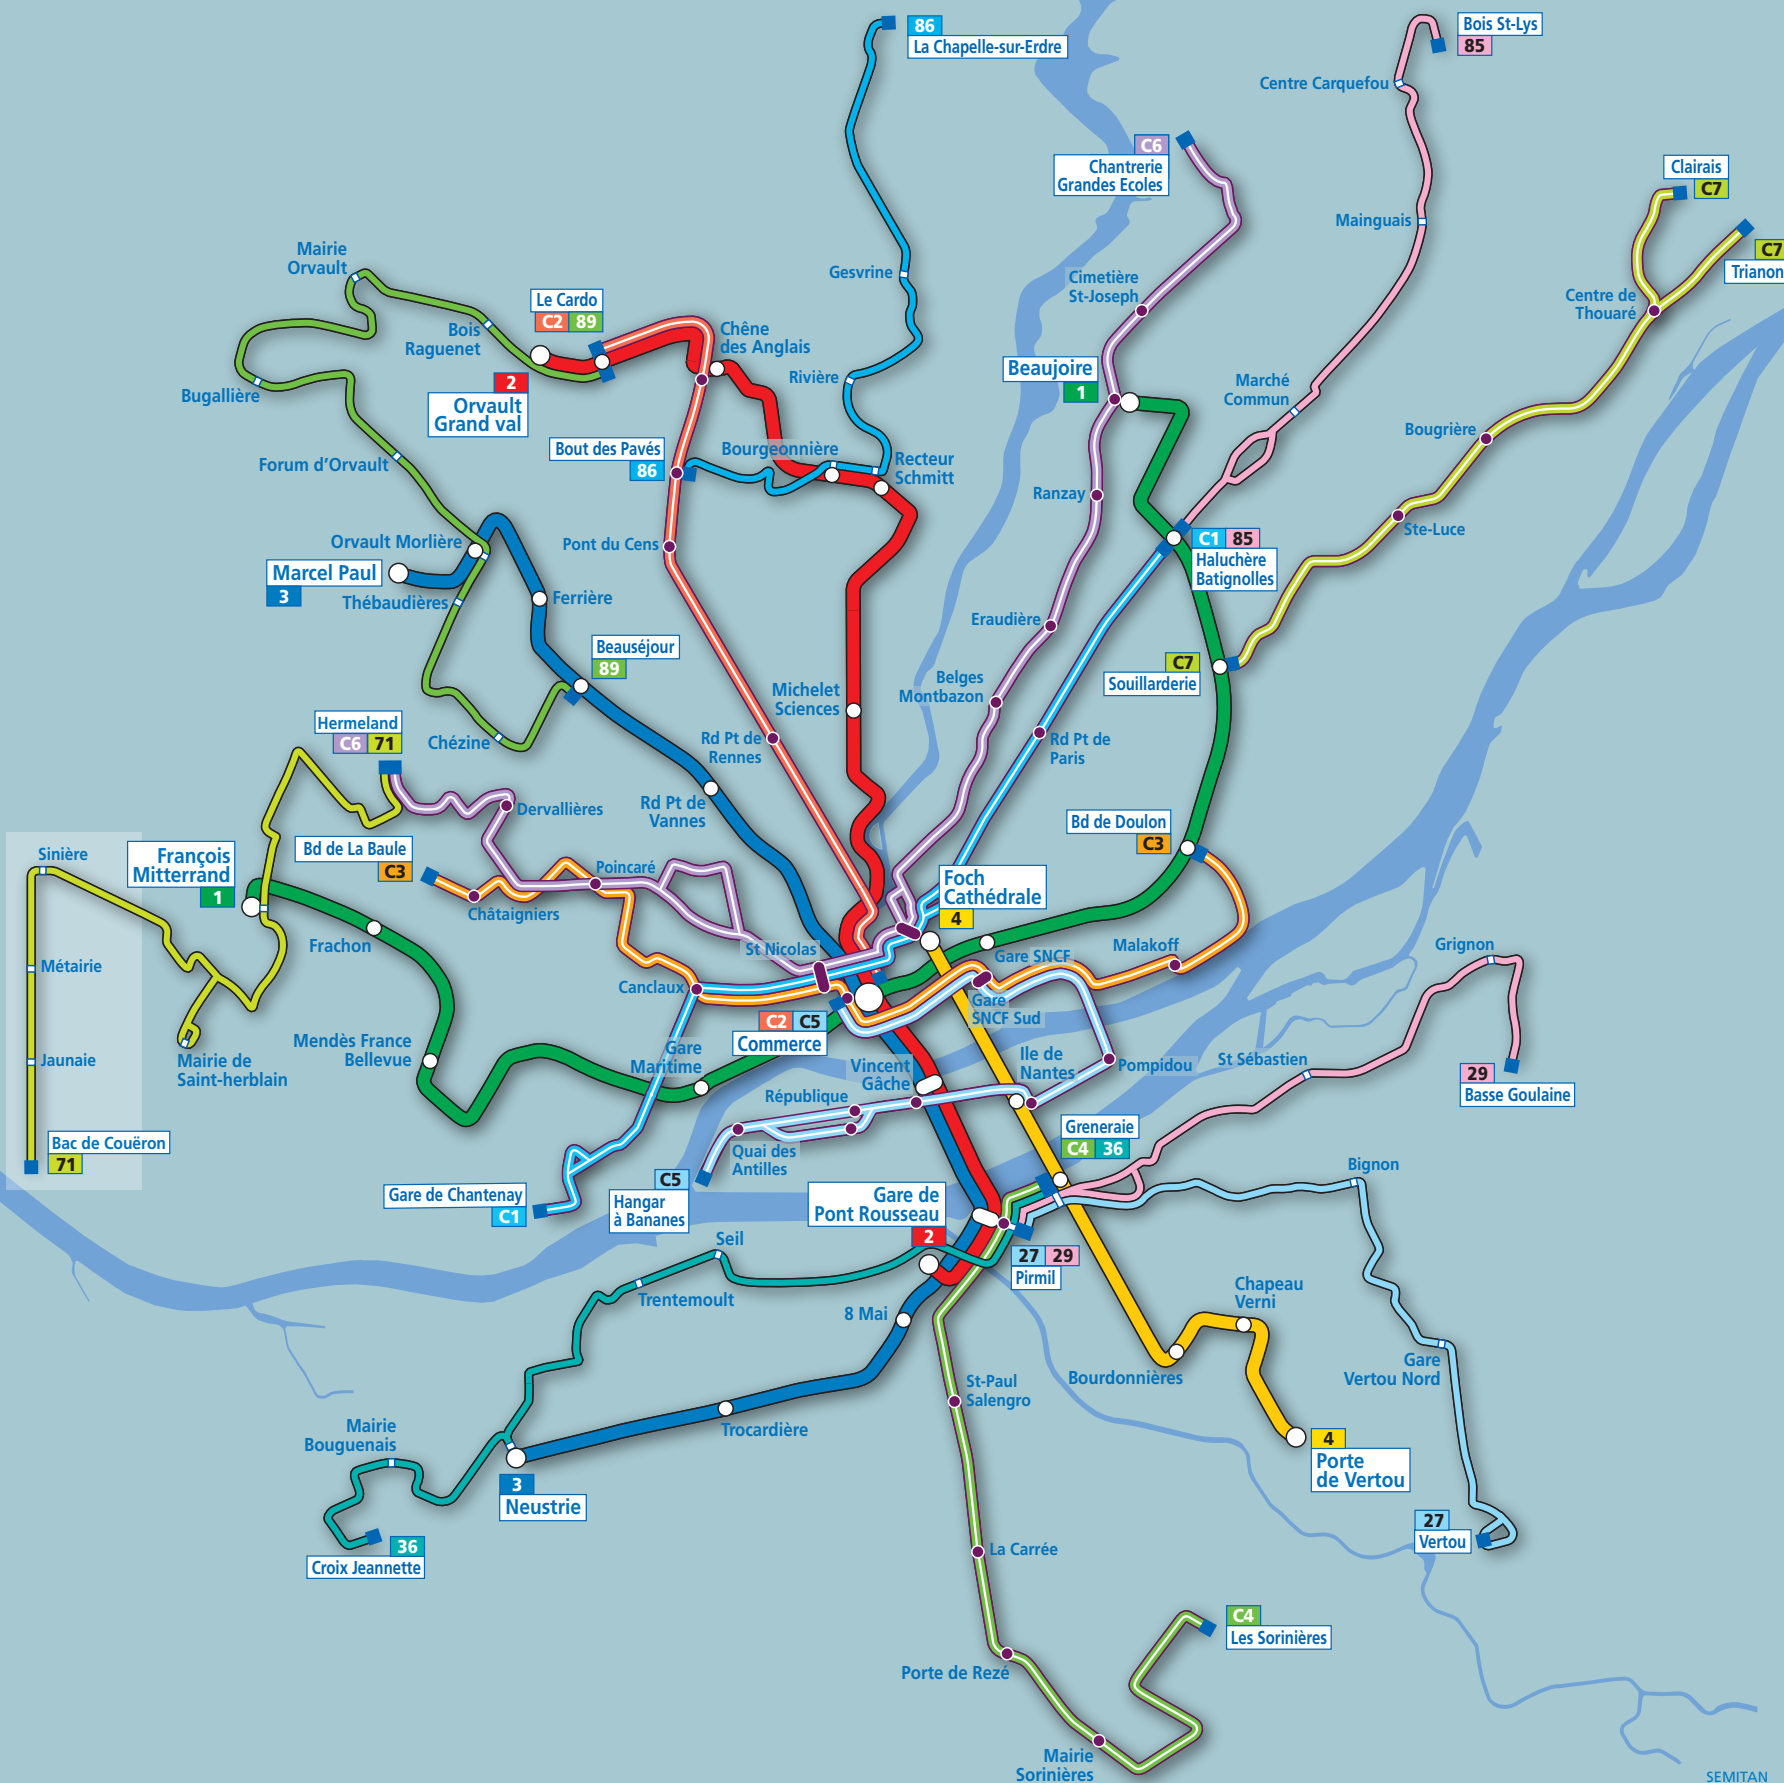 86
La Chapelle-sur-Erdre
Bois St-Lys
85
Centre Carquefou
C6
Chantrerie
Grandes Ecoles
Clairais
C7
Mainguais
C7
Trianon
Mairie
Orvault
Gesvrine
Cimetière
St-Joseph
Centre de
Thouaré
Le Cardo
C2 89
Bois
Raguenet
Chêne
des Anglais
Rivière
Beaujoire
1
Marché
Commun
Bugallière
2
Orvault
Grand val
Bougrière
Bout des Pavés
86
Bourgeonnière
Recteur
Schmitt
Forum d'Orvault
Ranzay
Ste-Luce
Orvault Morlière
Pont du Cens
C1 85
Haluchère
Batignolles
Marcel Paul
3
Thébaudières
Ferrière
Eraudière
Beauséjour
89
C7
Souillarderie
Belges
Montbazon
Michelet
Sciences
Hermeland
C6 71
Chézine
Rd Pt de
Rennes
Rd Pt de
Paris
Dervallières
Rd Pt de
Vannes
Bd de Doulon
C3
Sinière
François
Mitterrand
1
Bd de La Baule
C3
Poincaré
Foch
Cathédrale
4
Châtaigniers
Frachon
St Nicolas
Gare SNCF
Malakoff
Grignon
Métairie
Canclaux
Gare
SNCF Sud
C2 C5
Commerce
Mendès France
Bellevue
Gare
Maritime
Vincent
Gâche
Ile de
Nantes
Pompidou
St Sébastien
Jaunaie
Mairie de
Saint-herblain
République
29
Basse Goulaine
Greneraie
C4 36
Bac de Couëron
71
Quai des
Antilles
Bignon
C5
Hangar
à Bananes
Gare de Chantenay
C1
Gare de
Pont Rousseau
2
Seil
27 29
Pirmil
Trentemoult
8 Mai
Chapeau
Verni
Bourdonnières
Gare
Vertou Nord
St-Paul
Salengro
Mairie
Bouguenais
Trocardière
4
Porte
de Vertou
3
Neustrie
27
Vertou
36
Croix Jeannette
La Carrée
C4
Les Sorinières
Porte de Rezé
Mairie
Sorinières
SEMITAN